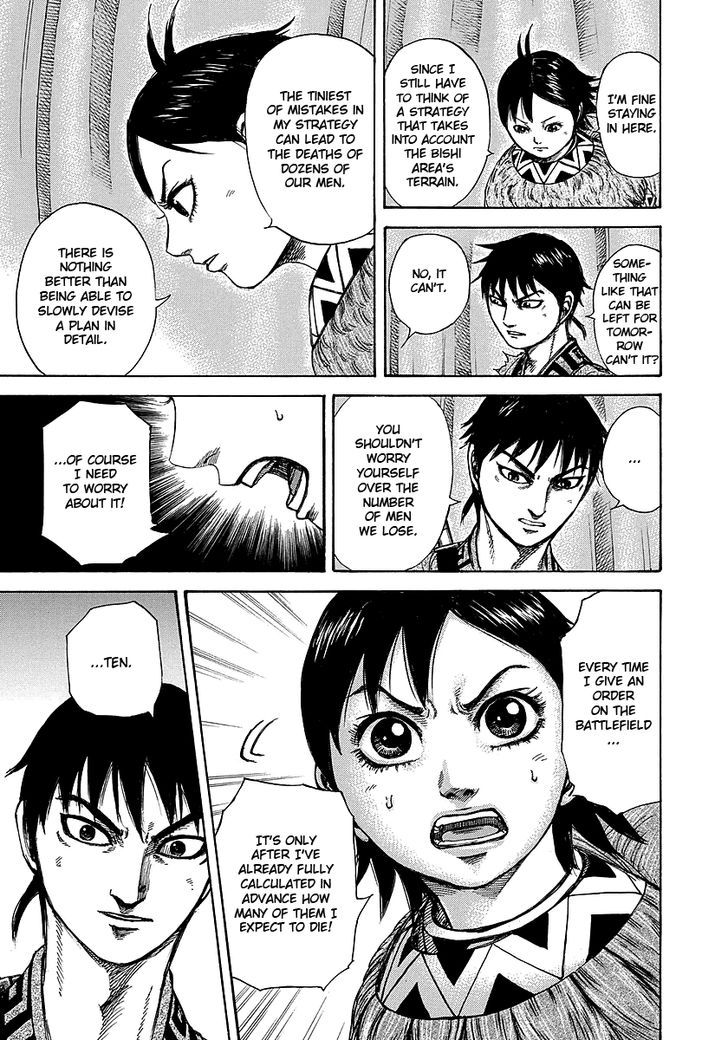 I'M FINE
STAYING
IN HERE.
SINCE I
STILL HAVE
TO THINK OF
A STRATEGY
THAT TAKES
INTO ACCOUNT
THE BISHI
AREA'S
TERRAIN.
THE TINIEST
OF MISTAKES IN
MY STRATEGY
CAN LEAD TO
THE DEATHS OF
DOZENS OF
OUR MEN.
THERE IS
NOTHING
BETTER THAN
BEING ABLE TO
SLOWLY DEVISE
A PLAN IN
DETAIL.
SOME-
THING
LIKE THAT
CAN BE
LEFT FOR
TOMOR-
ROW
CAN'T IT?
NO, IT
CAN'T.
...
YOU
SHOULDN'T
WORRY
YOURSELF
OVER THE
NUMBER
OF MEN
WE LOSE.
...OF COURSE
I NEED
TO WORRY
ABOUT IT!
EVERY TIME
I GIVE AN
ORDER
ON THE
BATTLEFIELD
...
IT'S ONLY
AFTER I'VE
ALREADY FULLY
CALCULATED IN
ADVANCE HOW
MANY OF THEM I
EXPECT TO DIE!
...TEN.